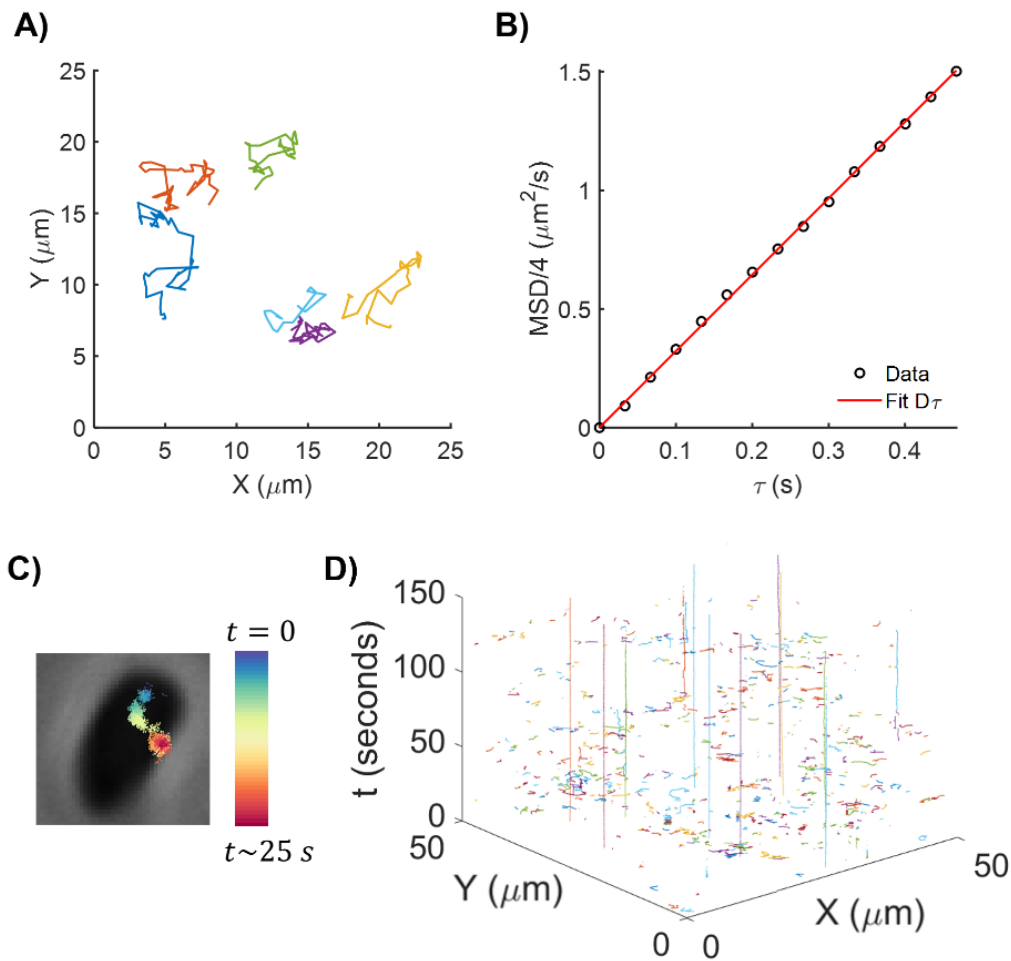 A)
25
20
15
10
5
0
Y (μm)
0 5 10 15 20 25
X (μm)
B)
1.5
1
0.5
0
MSD/4 (μm²/s)
Data
Fit Dτ
0 0.1 0.2 0.3 0.4
τ (s)
C)
t = 0
t~25 s
D)
150
100
50
0
t (seconds)
50
Y (μm)
0
0
X (μm)
50